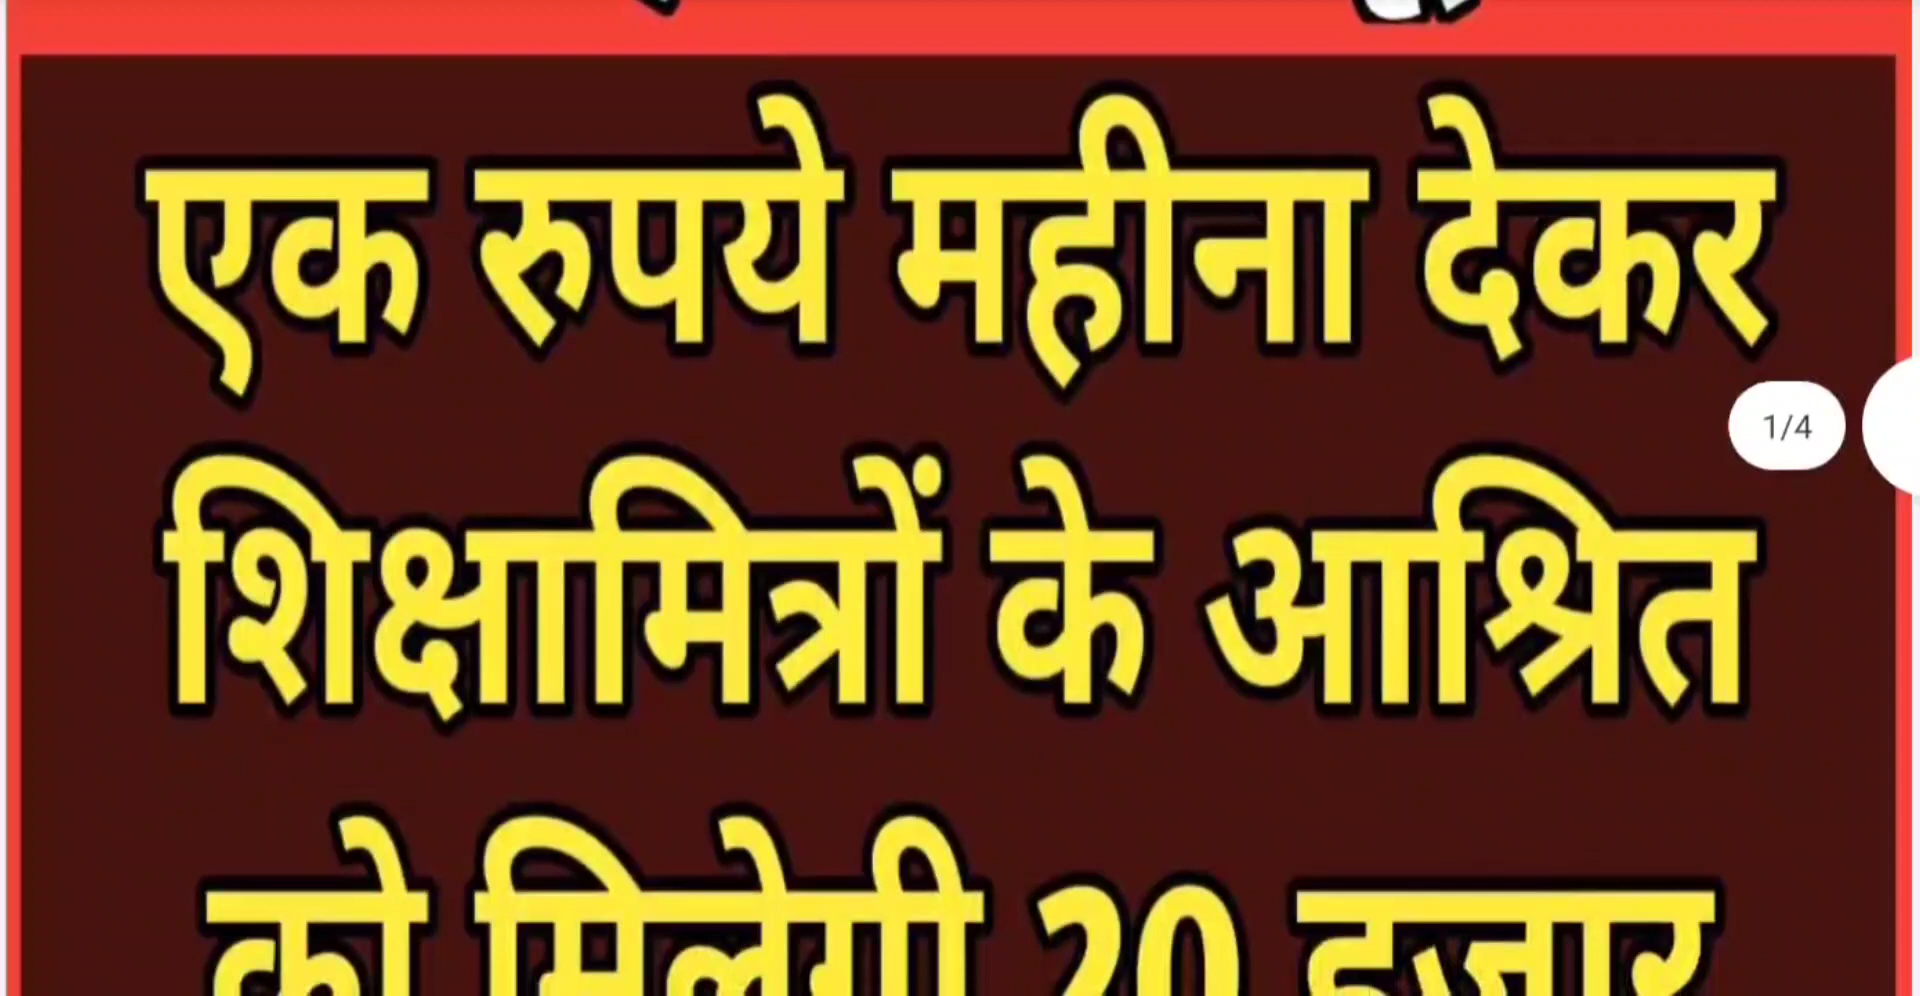 एक रुपये महीना देकर
1/4
शिक्षामित्रों के आश्रित
को मिलेगी 20 हजार